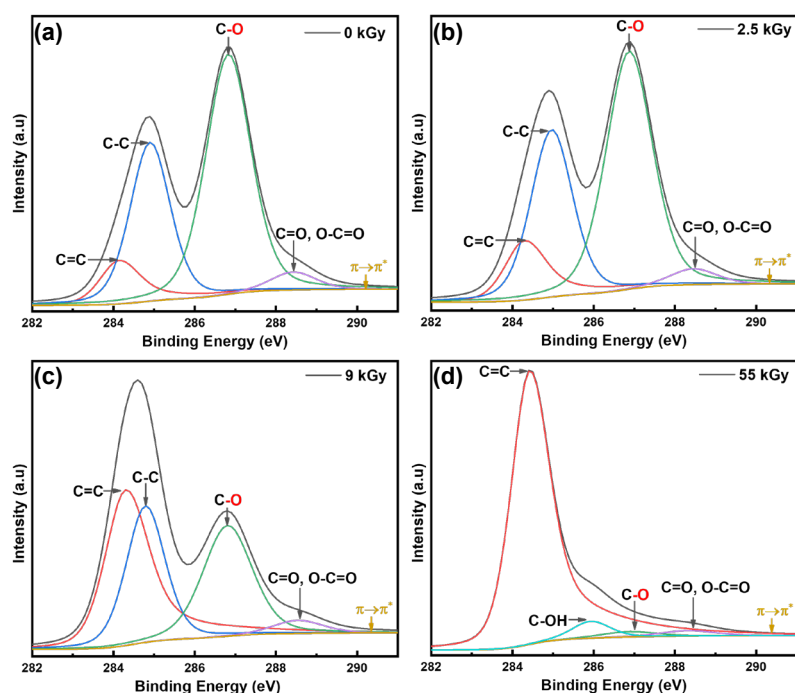 (a)
C-O
0 kGy
C-C
C=C
C=O, O-C=O
π→π*
Intensity (a.u)
282 284 286 288 290
Binding Energy (eV)
(b)
C-O
2.5 kGy
C-C
C=C
C=O, O-C=O
π→π*
Intensity (a.u)
282 284 286 288 290
Binding Energy (eV)
(c)
9 kGy
C=C
C-C
C-O
C=O, O-C=O
π→π*
Intensity (a.u)
282 284 286 288 290
Binding Energy (eV)
(d)
C=C
55 kGy
C-OH
C-O
C=O, O-C=O
π→π*
Intensity (a.u)
282 284 286 288 290
Binding Energy (eV)